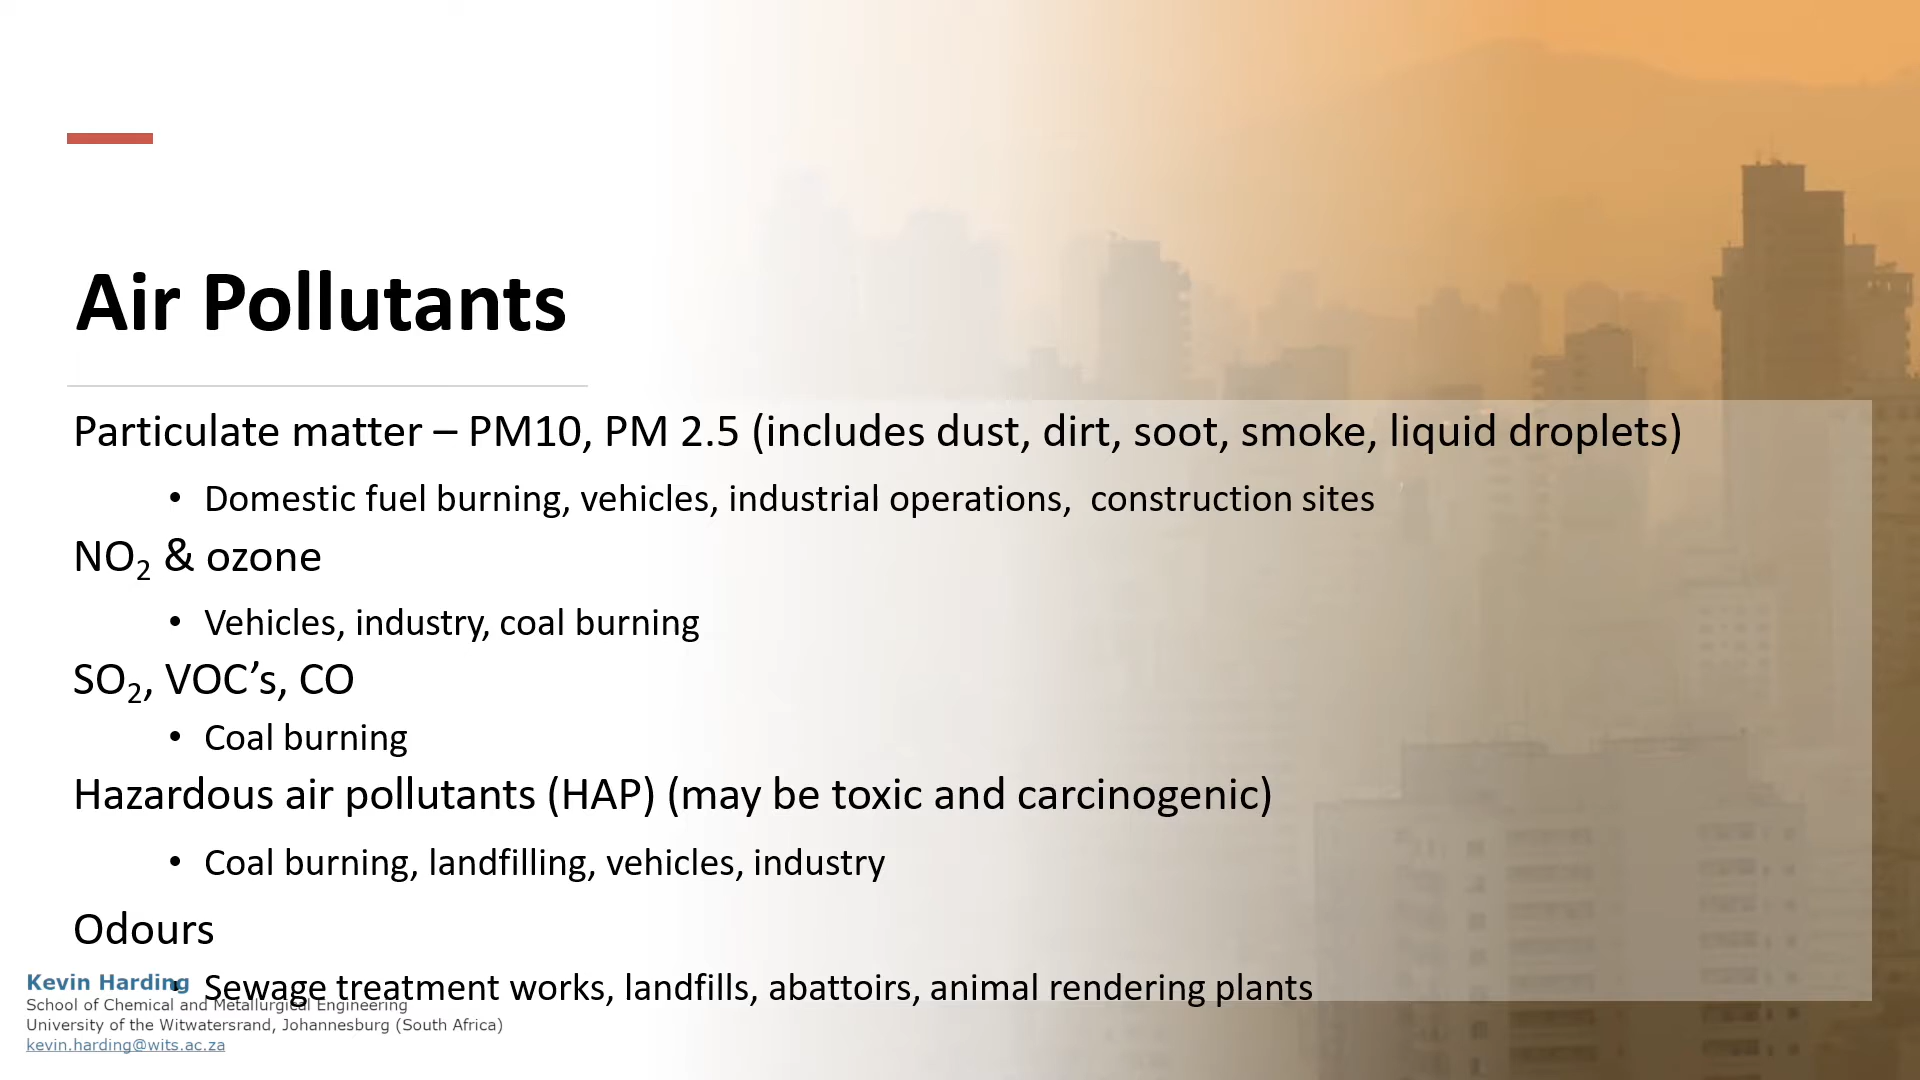 Air Pollutants
Particulate matter – PM10, PM 2.5 (includes dust, dirt, soot, smoke, liquid droplets)
• Domestic fuel burning, vehicles, industrial operations,  construction sites
NO₂ & ozone
• Vehicles, industry, coal burning
SO₂, VOC’s, CO
• Coal burning
Hazardous air pollutants (HAP) (may be toxic and carcinogenic)
• Coal burning, landfilling, vehicles, industry
Odours
• Sewage treatment works, landfills, abattoirs, animal rendering plants
Kevin Harding
School of Chemical and Metallurgical Engineering
University of the Witwatersrand, Johannesburg (South Africa)
kevin.harding@wits.ac.za